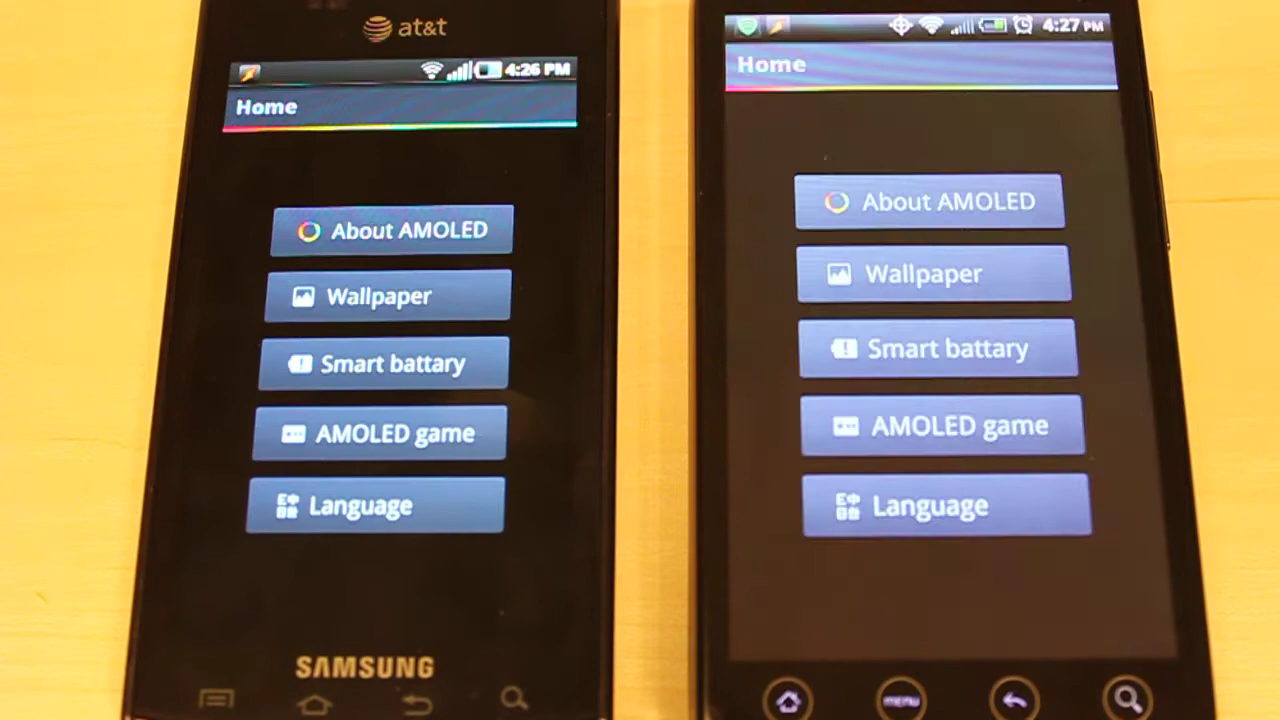 at&t
4:26 PM
Home
About AMOLED
Wallpaper
Smart battary
AMOLED game
Language
SAMSUNG
4:27 PM
Home
About AMOLED
Wallpaper
Smart battary
AMOLED game
Language
menu